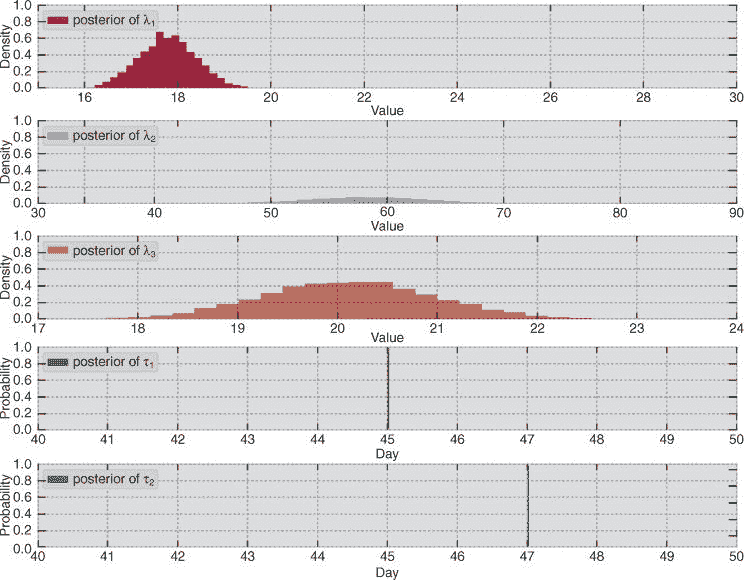 posterior of λ1
Density
1.0
0.8
0.6
0.4
0.2
0.0
16 18 20 22 24 26 28 30
Value
posterior of λ2
Density
1.0
0.8
0.6
0.4
0.2
0.0
30 40 50 60 70 80 90
Value
posterior of λ3
Density
1.0
0.8
0.6
0.4
0.2
0.0
17 18 19 20 21 22 23 24
Value
posterior of τ1
Probability
1.0
0.8
0.6
0.4
0.2
0.0
40 41 42 43 44 45 46 47 48 49 50
Day
posterior of τ2
Probability
1.0
0.8
0.6
0.4
0.2
0.0
40 41 42 43 44 45 46 47 48 49 50
Day